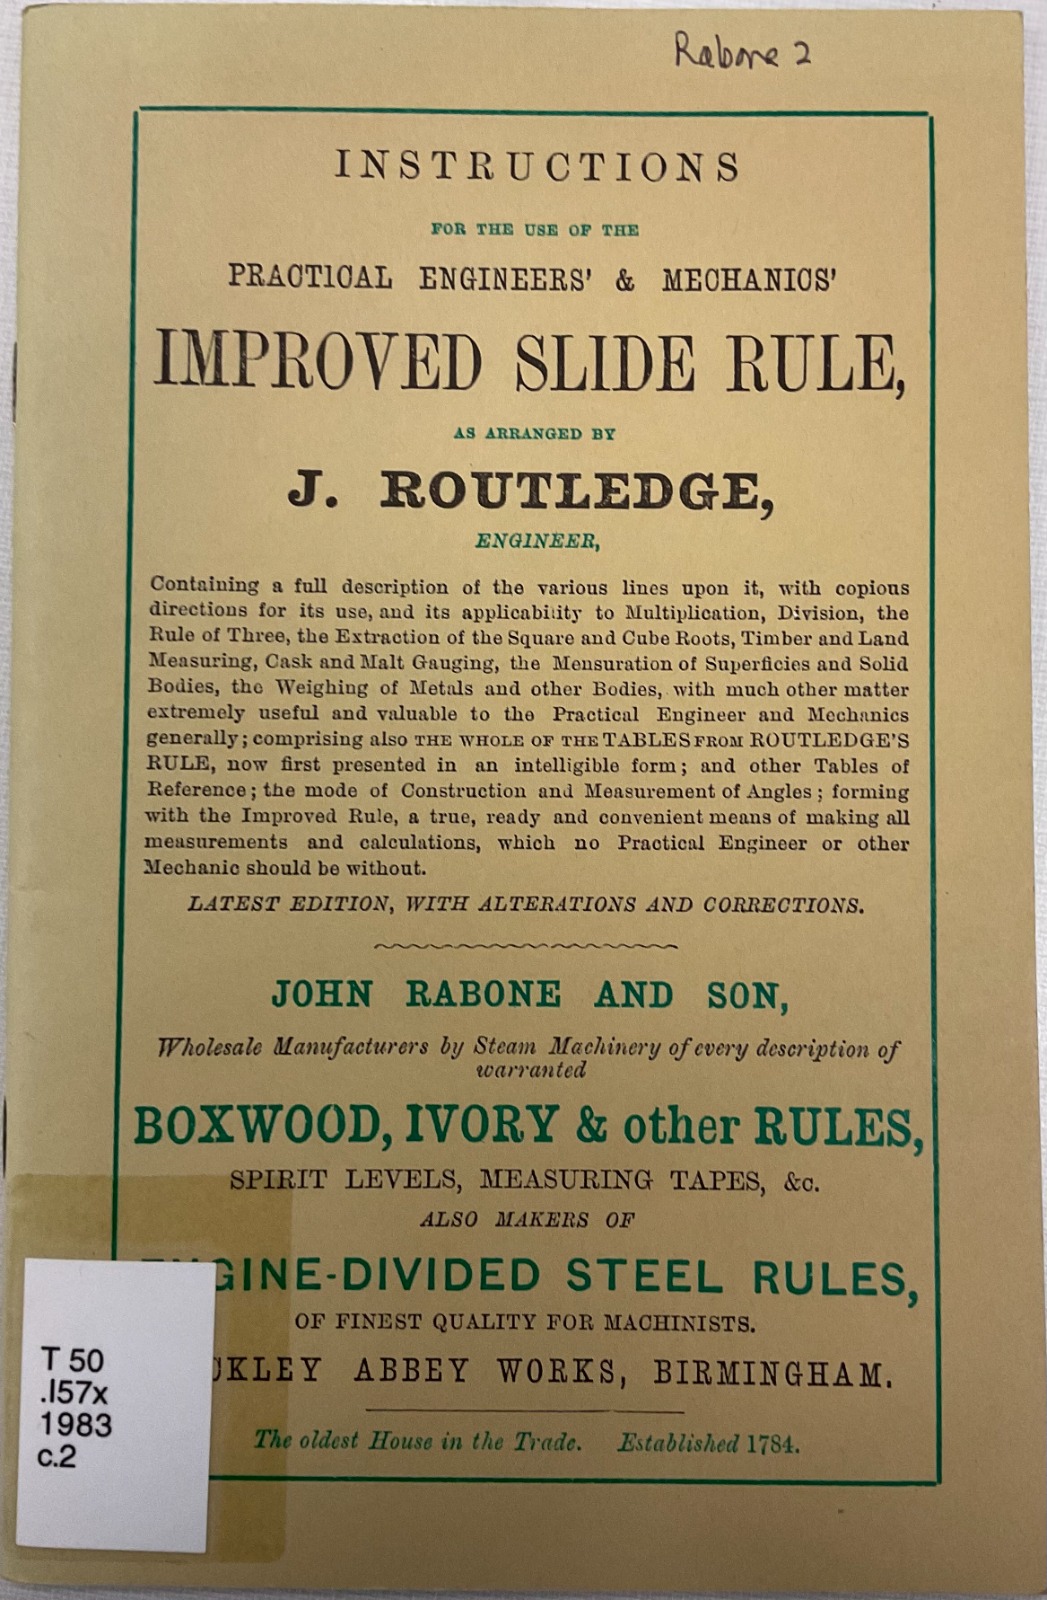 Rabone 2
INSTRUCTIONS
FOR THE USE OF THE
PRACTICAL ENGINEERS' & MECHANICS'
IMPROVED SLIDE RULE,
AS ARRANGED BY
J. ROUTLEDGE,
ENGINEER,
Containing a full description of the various lines upon it, with copious
directions for its use, and its applicability to Multiplication, Division, the
Rule of Three, the Extraction of the Square and Cube Roots, Timber and Land
Measuring, Cask and Malt Gauging, the Mensuration of Superficies and Solid
Bodies, the Weighing of Metals and other Bodies, with much other matter
extremely useful and valuable to the Practical Engineer and Mechanics
generally; comprising also THE WHOLE OF THE TABLES FROM ROUTLEDGE'S
RULE, now first presented in an intelligible form; and other Tables of
Reference; the mode of Construction and Measurement of Angles; forming
with the Improved Rule, a true, ready and convenient means of making all
measurements and calculations, which no Practical Engineer or other
Mechanic should be without.
LATEST EDITION, WITH ALTERATIONS AND CORRECTIONS.
JOHN RABONE AND SON,
Wholesale Manufacturers by Steam Machinery of every description of
warranted
BOXWOOD, IVORY & other RULES,
SPIRIT LEVELS, MEASURING TAPES, &c.
ALSO MAKERS OF
GINE-DIVIDED STEEL RULES,
OF FINEST QUALITY FOR MACHINISTS.
CKLEY ABBEY WORKS, BIRMINGHAM.
The oldest House in the Trade. Established 1784.
T 50
.I57x
1983
c.2